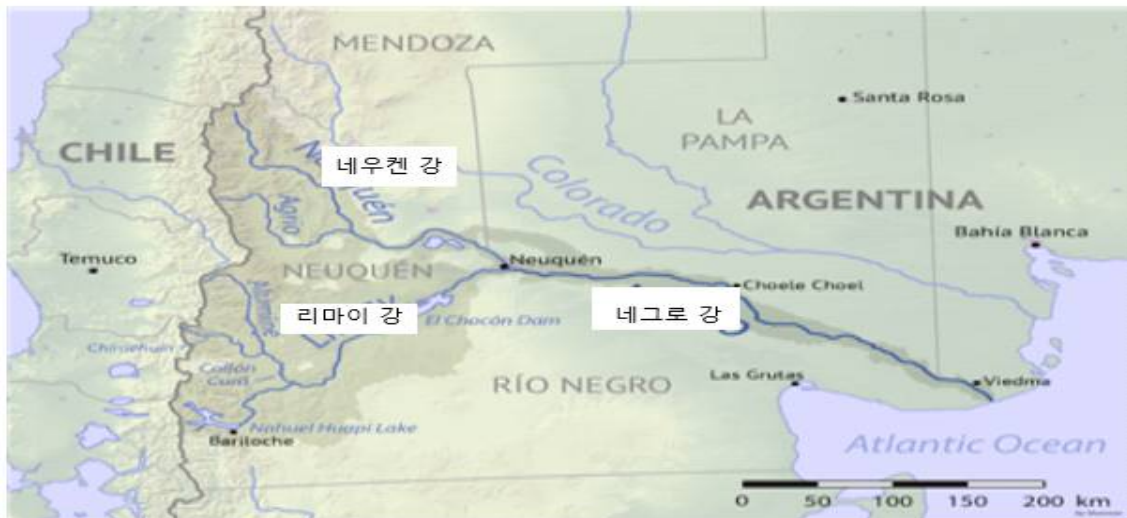 MENDOZA
Santa Rosa
LA
PAMPA
CHILE
네우켄 강
Agrio
Colorado
ARGENTINA
Bahía Blanca
Temuco
NEUQUÉN
Neuquén
Choele Choel
리마이 강
El Chocón Dam
네그로 강
Collón
Curá
RÍO NEGRO
Las Grutas
Viedma
Nahuel Huapi Lake
Bariloche
Atlantic Ocean
0 50 100 150 200 km